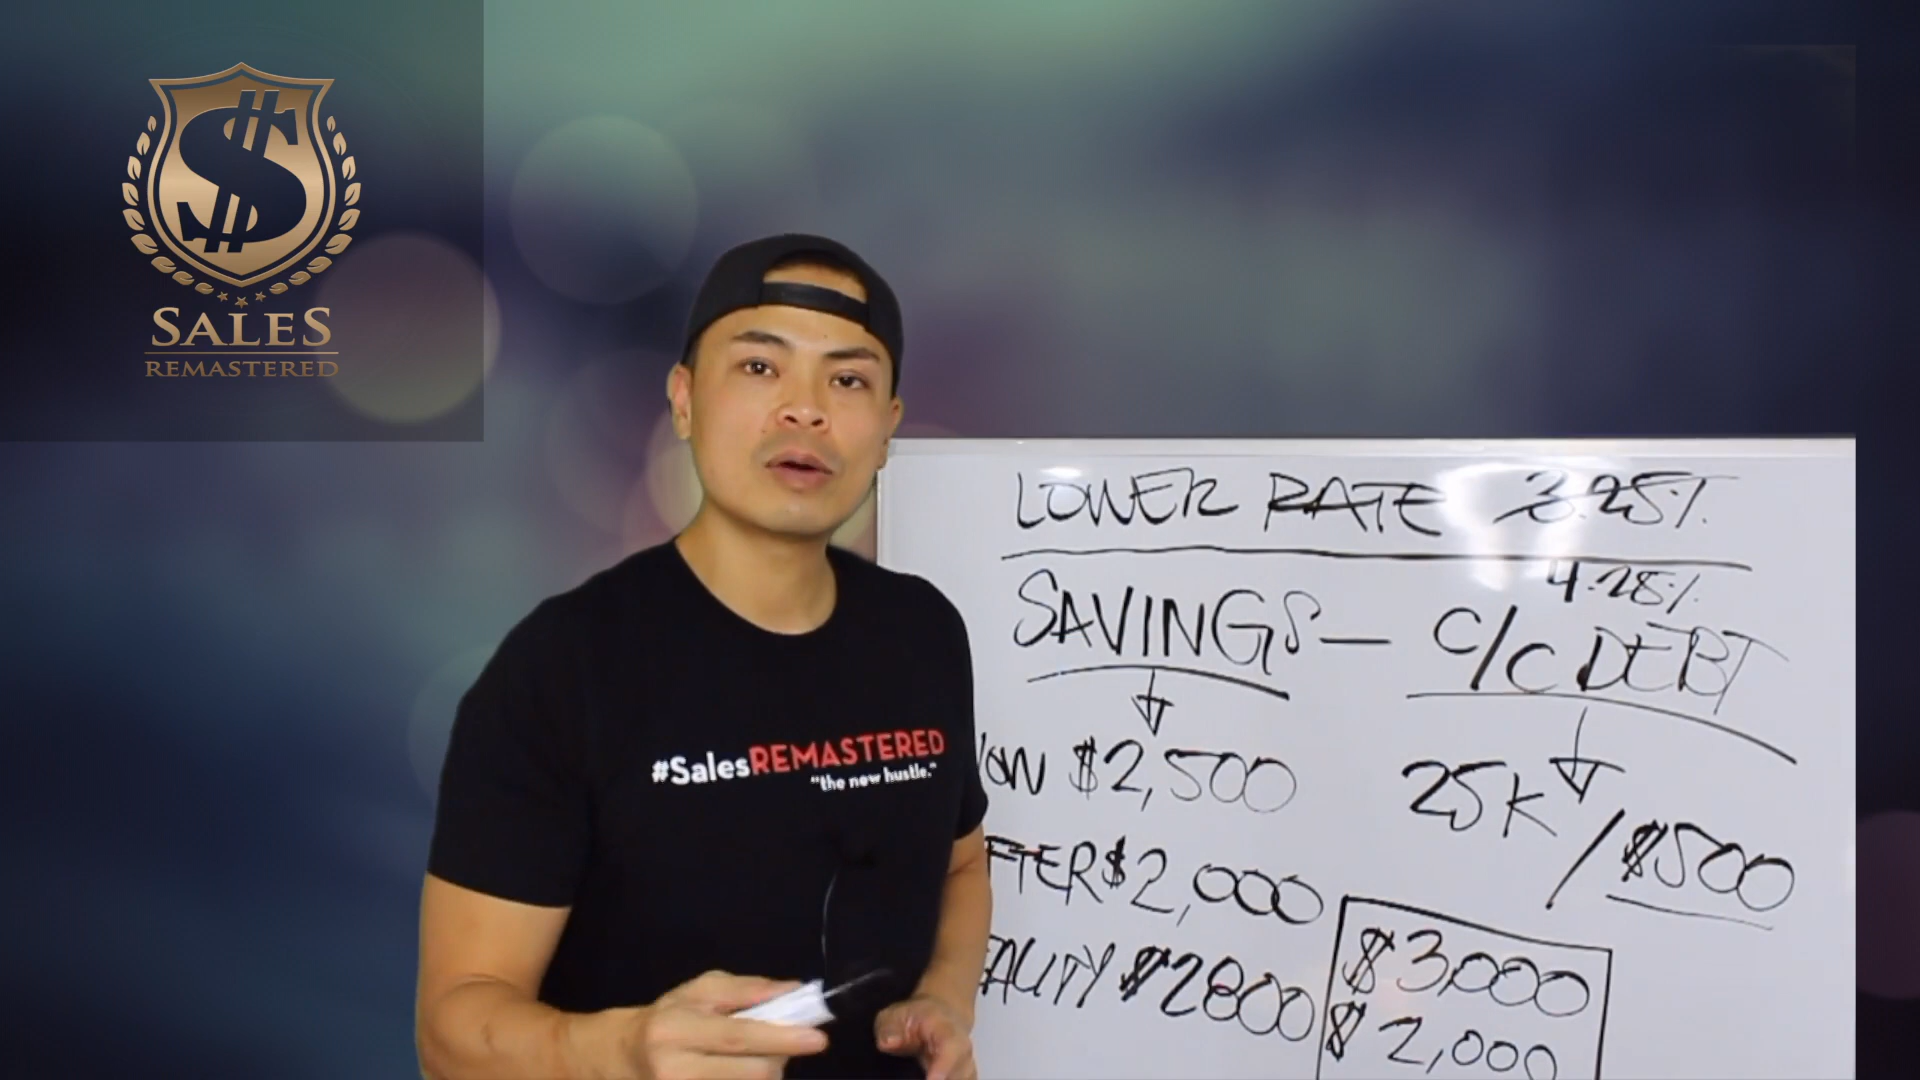 SALES
REMASTERED
#SalesREMASTERED
"the new hustle."
LOWER RATE 3.25%
4.28%
SAVINGS — C/C DEBT
$2,500
25K / $500
$2,000
$2800
$3,000
$2,000